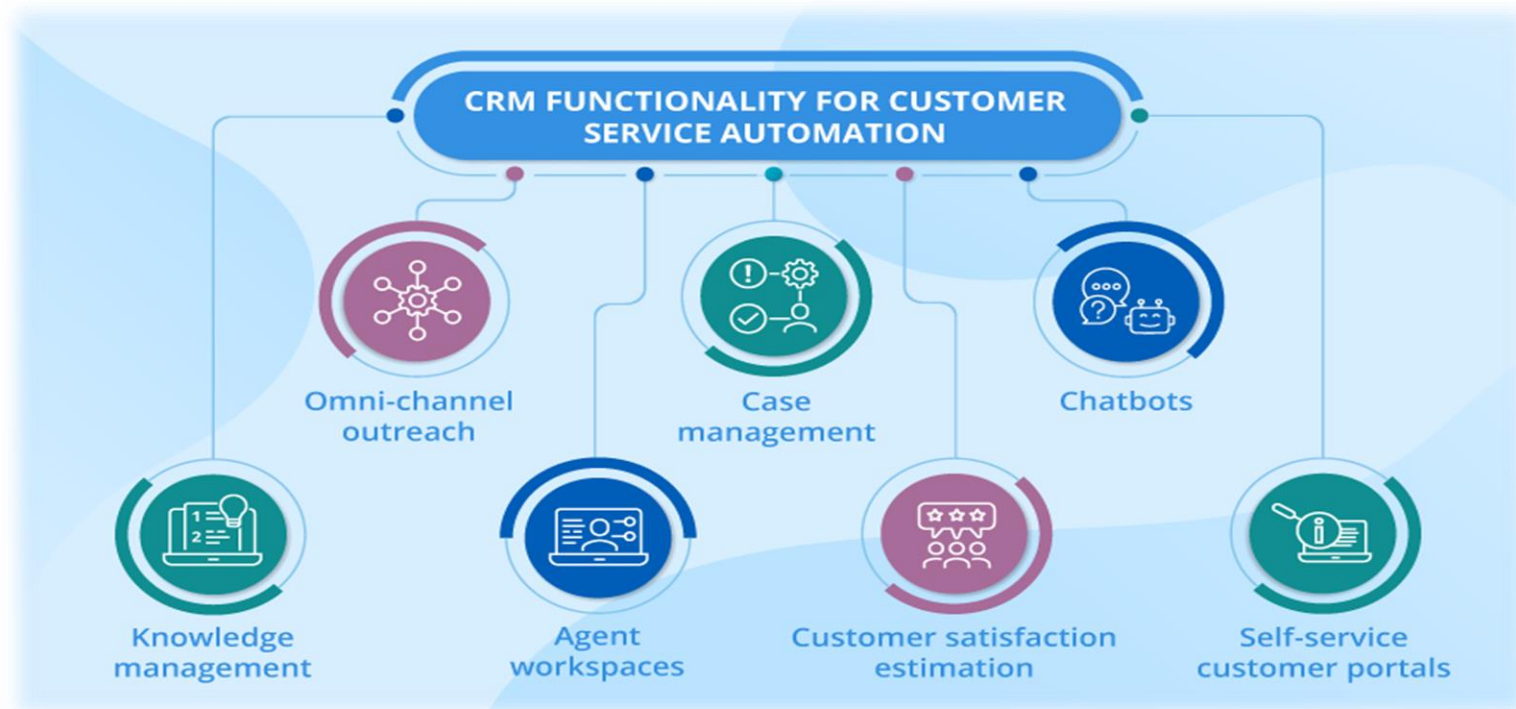 CRM FUNCTIONALITY FOR CUSTOMER
SERVICE AUTOMATION
Omni-channel
outreach
Case
management
Chatbots
Knowledge
management
Agent
workspaces
Customer satisfaction
estimation
Self-service
customer portals